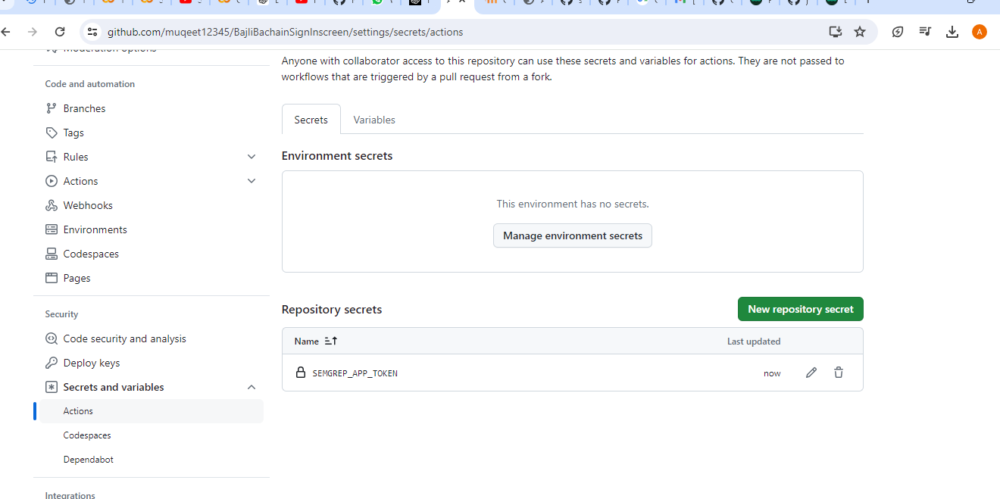 github.com/muqeet12345/BajliBachainSignInscreen/settings/secrets/actions
A
Moderation options
Code and automation
Branches
Tags
Rules
Actions
Webhooks
Environments
Codespaces
Pages
Security
Code security and analysis
Deploy keys
Secrets and variables
Actions
Codespaces
Dependabot
Integrations
Anyone with collaborator access to this repository can use these secrets and variables for actions. They are not passed to
workflows that are triggered by a pull request from a fork.
Secrets Variables
Environment secrets
This environment has no secrets.
Manage environment secrets
Repository secrets
New repository secret
Name Last updated
SEMGREP_APP_TOKEN now